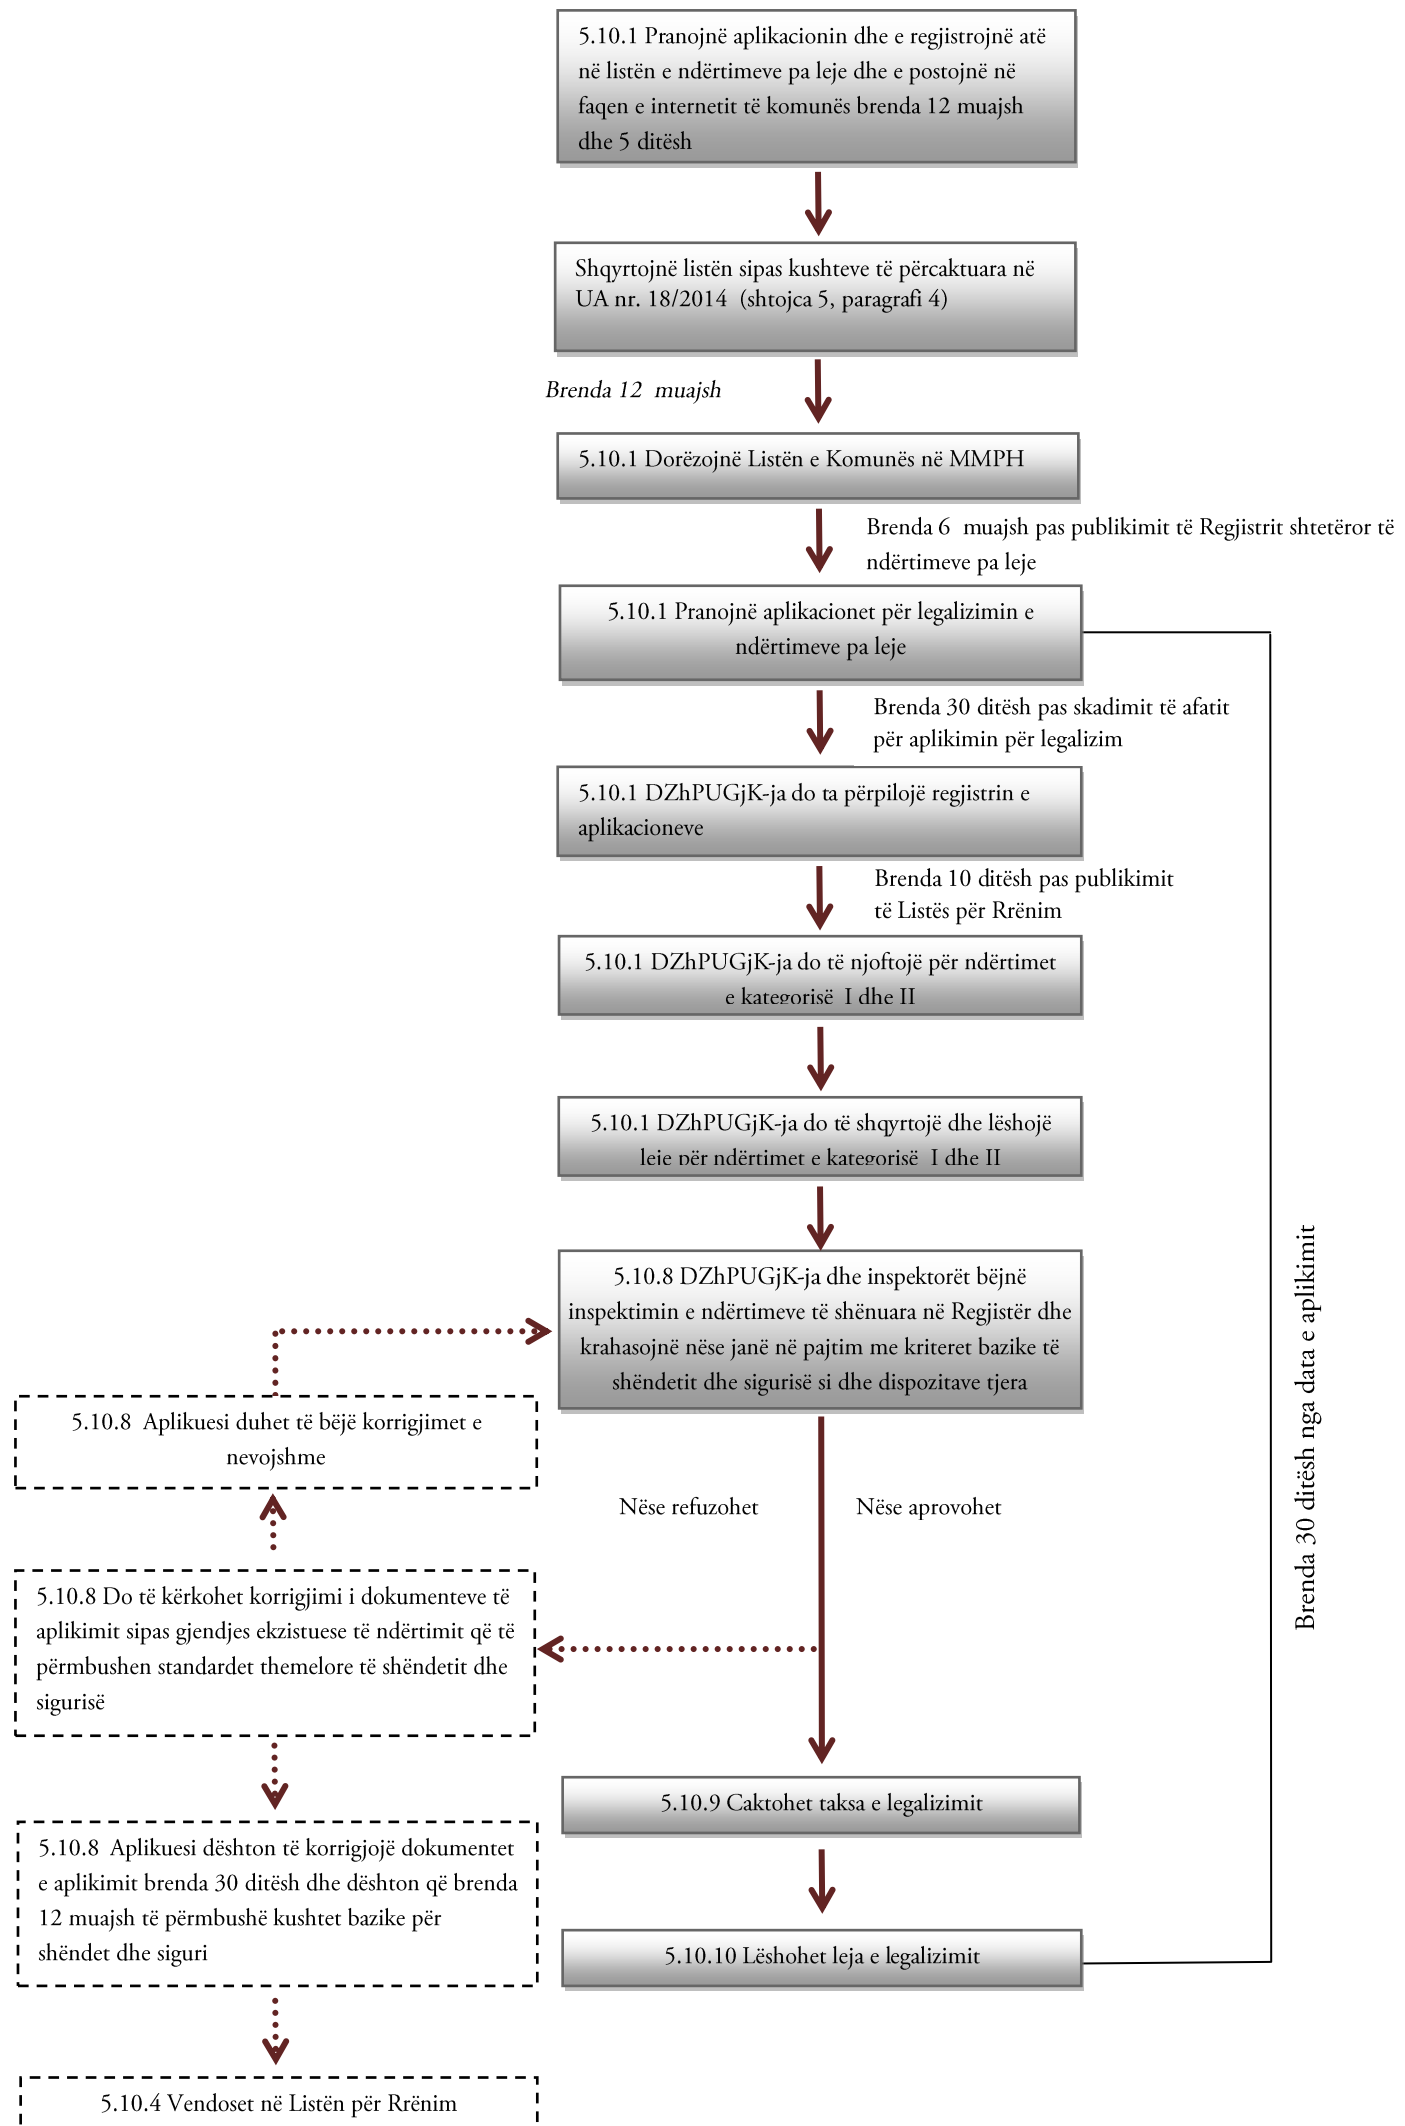 5.10.1 Pranojnë aplikacionin dhe e regjistrojnë atë
në listën e ndërtimeve pa leje dhe e postojnë në
faqen e internetit të komunës brenda 12 muajsh
dhe 5 ditësh
Shqyrtojnë listën sipas kushteve të përcaktuara në
UA nr. 18/2014 (shtojca 5, paragrafi 4)
Brenda 12 muajsh
5.10.1 Dorëzojnë Listën e Komunës në MMPH
Brenda 6 muajsh pas publikimit të Regjistrit shtetëror të
ndërtimeve pa leje
5.10.1 Pranojnë aplikacionet për legalizimin e
ndërtimeve pa leje
Brenda 30 ditësh pas skadimit të afatit
për aplikimin për legalizim
5.10.1 DZhPUGjK-ja do ta përpilojë regjistrin e
aplikacioneve
Brenda 10 ditësh pas publikimit
të Listës për Rrënim
5.10.1 DZhPUGjK-ja do të njoftojë për ndërtimet
e kategorisë I dhe II
5.10.1 DZhPUGjK-ja do të shqyrtojë dhe lëshojë
leje për ndërtimet e kategorisë I dhe II
5.10.8 DZhPUGjK-ja dhe inspektorët bëjnë
inspektimin e ndërtimeve të shënuara në Regjistër dhe
krahasojnë nëse janë në pajtim me kriteret bazike të
shëndetit dhe sigurisë si dhe dispozitave tjera
5.10.8 Aplikuesi duhet të bëjë korrigjimet e
nevojshme
Nëse refuzohet
Nëse aprovohet
Brenda 30 ditësh nga data e aplikimit
5.10.8 Do të kërkohet korrigjimi i dokumenteve të
aplikimit sipas gjendjes ekzistuese të ndërtimit që të
përmbushen standardet themelore të shëndetit dhe
sigurisë
5.10.9 Caktohet taksa e legalizimit
5.10.8 Aplikuesi dështon të korrigjojë dokumentet
e aplikimit brenda 30 ditësh dhe dështon që brenda
12 muajsh të përmbushë kushtet bazike për
shëndet dhe siguri
5.10.10 Lëshohet leja e legalizimit
5.10.4 Vendoset në Listën për Rrënim